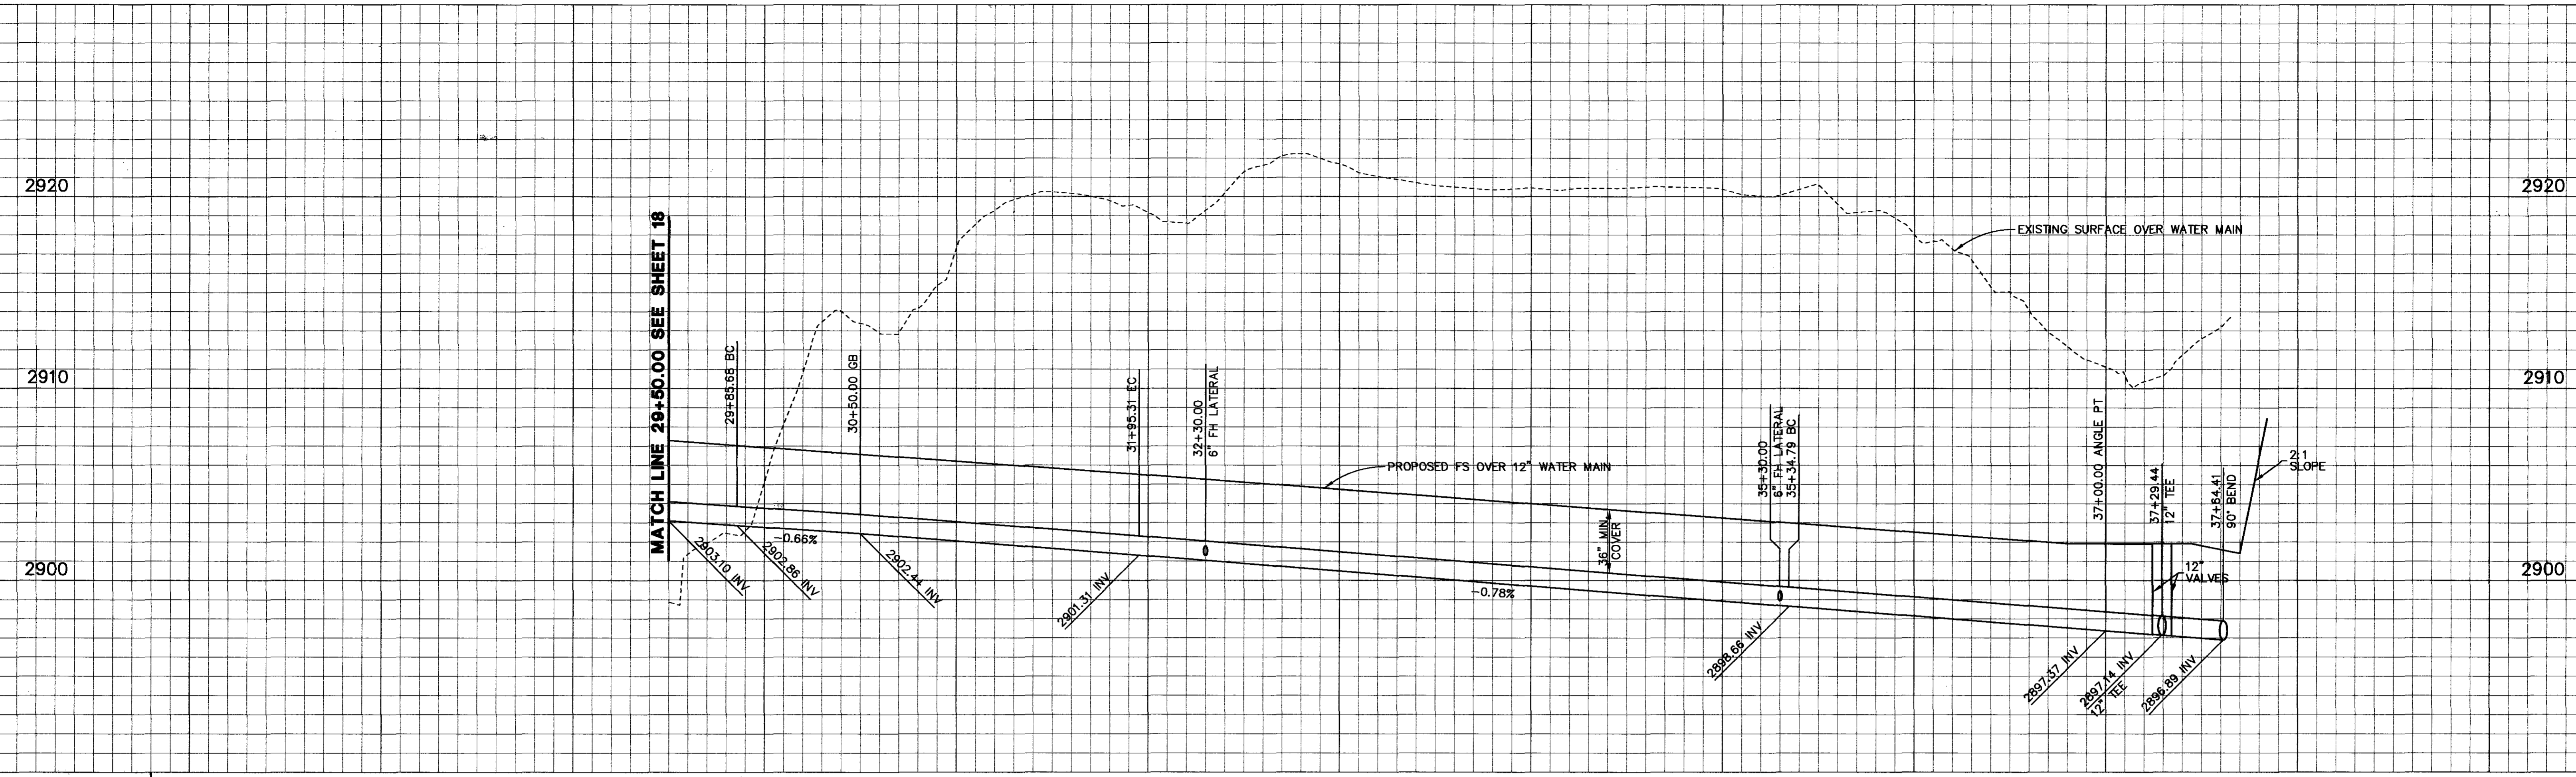 2920
2920
EXISTING SURFACE OVER WATER MAIN
MATCH LINE 29+50.00 SEE SHEET 18
2910
2910
29+85.68 BC
30+50.00 GB
31+95.31 EC
32+30.00
6" FH LATERAL
PROPOSED FS OVER 12" WATER MAIN
35+30.00
6" FH LATERAL
35+34.79 BC
37+00.00 ANGLE PT
37+29.44
12" TEE
37+64.41
90° BEND
2:1
SLOPE
36" MIN
COVER
12"
VALVES
2900
2900
-0.66%
-0.78%
2903.10 INV
2902.86 INV
2902.44 INV
2901.31 INV
2898.66 INV
2897.37 INV
2897.14 INV
12" TEE
2896.89 INV